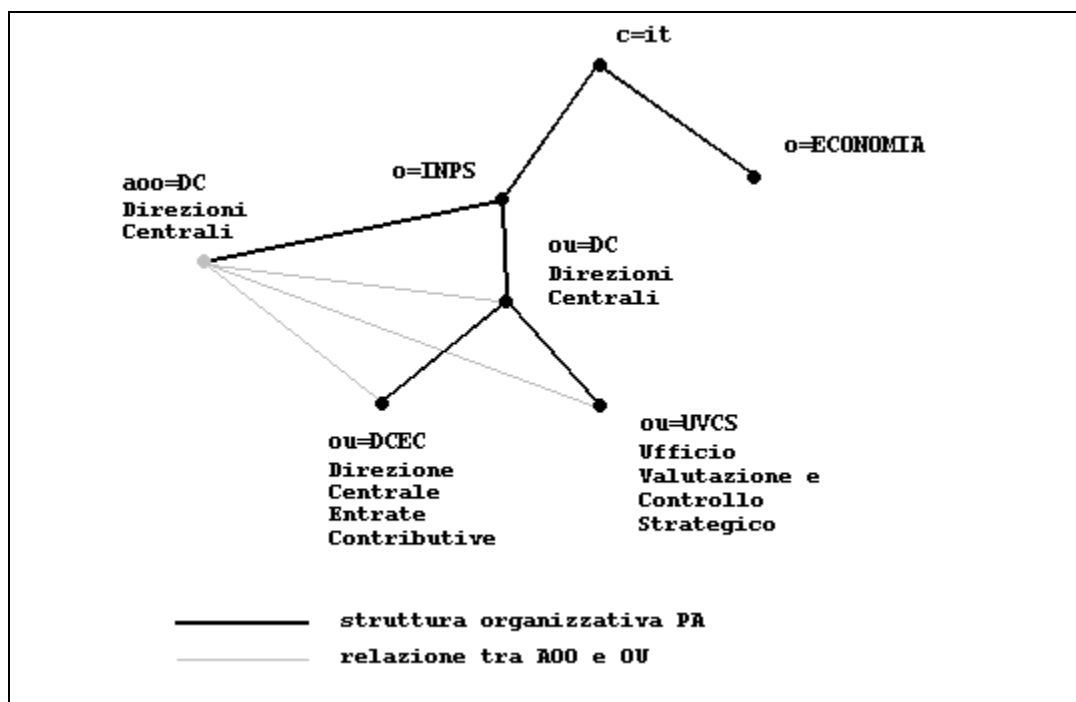 c=it
o=ECONOMIA
o=INPS
aoo=DC
Direzioni
Centrali
ou=DC
Direzioni
Centrali
ou=DCEC
Direzione
Centrale
Entrate
Contributive
ou=UVCS
Ufficio
Valutazione e
Controllo
Strategico
struttura organizzativa PA
relazione tra AOO e OU